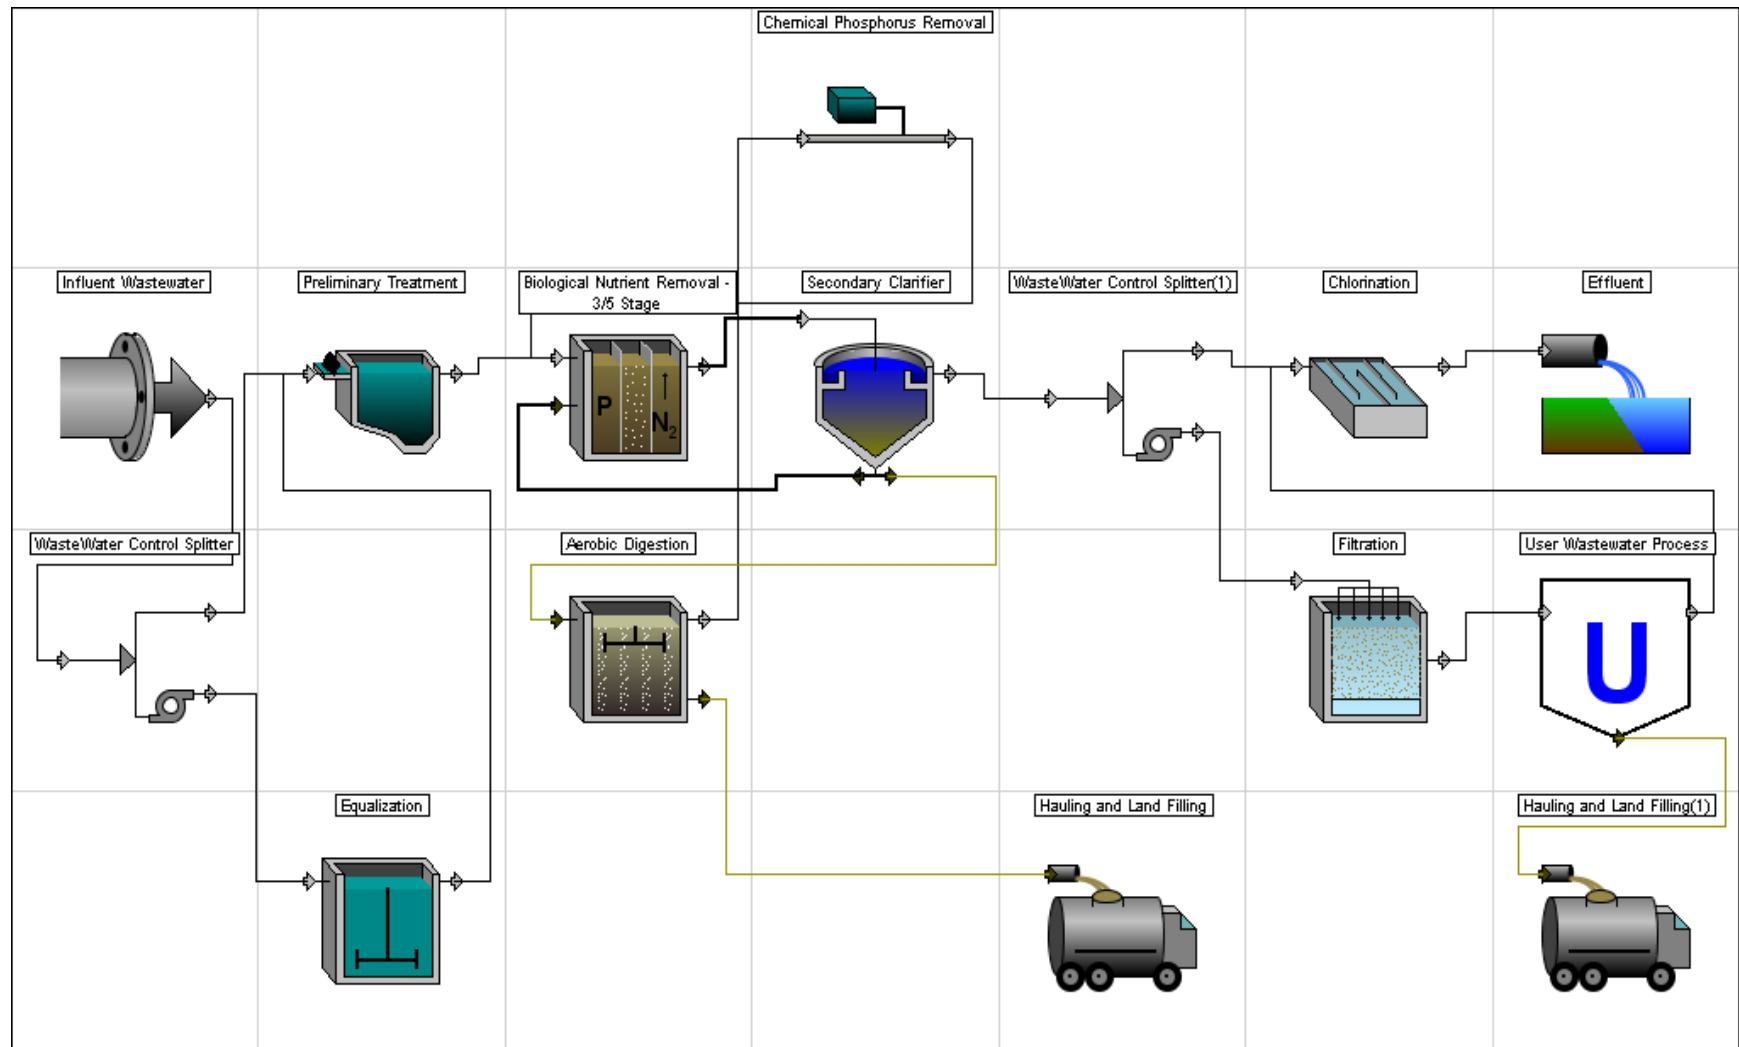 Chemical Phosphorus Removal
Influent Wastewater
Preliminary Treatment
Biological Nutrient Removal -
3/5 Stage
Secondary Clarifier
WasteWater Control Splitter(1)
Chlorination
Effluent
P
N2
WasteWater Control Splitter
Aerobic Digestion
Filtration
User Wastewater Process
U
Equalization
Hauling and Land Filling
Hauling and Land Filling(1)